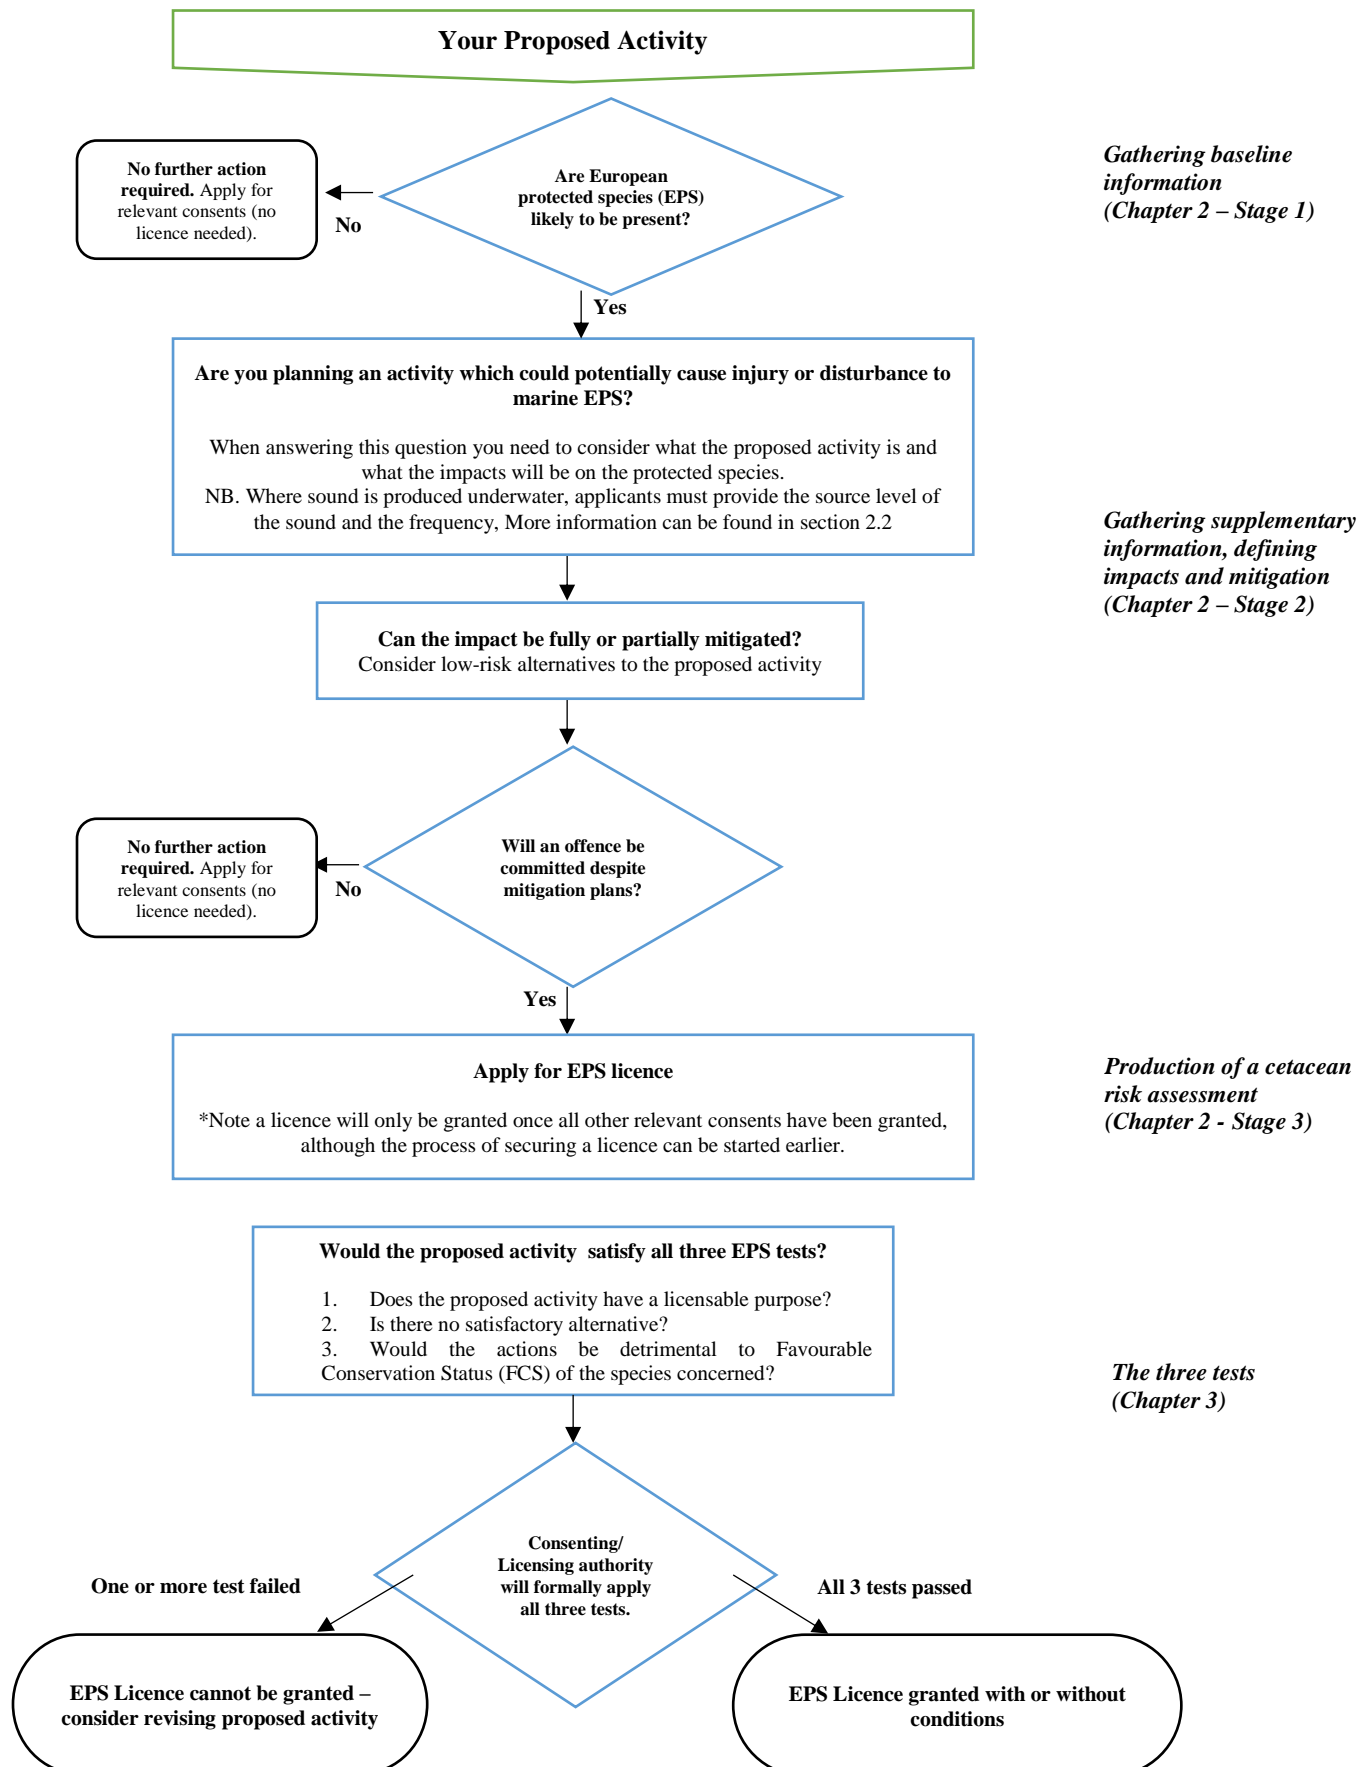 Your Proposed Activity
No further action
required. Apply for
relevant consents (no
licence needed).
No
Are European
protected species (EPS)
likely to be present?
Gathering baseline
information
(Chapter 2 – Stage 1)
Yes
Are you planning an activity which could potentially cause injury or disturbance to
marine EPS?
When answering this question you need to consider what the proposed activity is and
what the impacts will be on the protected species.
NB. Where sound is produced underwater, applicants must provide the source level of
the sound and the frequency, More information can be found in section 2.2
Gathering supplementary
information, defining
impacts and mitigation
(Chapter 2 – Stage 2)
Can the impact be fully or partially mitigated?
Consider low-risk alternatives to the proposed activity
No further action
required. Apply for
relevant consents (no
licence needed).
No
Will an offence be
committed despite
mitigation plans?
Yes
Apply for EPS licence
*Note a licence will only be granted once all other relevant consents have been granted,
although the process of securing a licence can be started earlier.
Production of a cetacean
risk assessment
(Chapter 2 - Stage 3)
Would the proposed activity satisfy all three EPS tests?
1. Does the proposed activity have a licensable purpose?
2. Is there no satisfactory alternative?
3. Would the actions be detrimental to Favourable
Conservation Status (FCS) of the species concerned?
The three tests
(Chapter 3)
Consenting/
Licensing authority
will formally apply
all three tests.
One or more test failed
All 3 tests passed
EPS Licence cannot be granted –
consider revising proposed activity
EPS Licence granted with or without
conditions